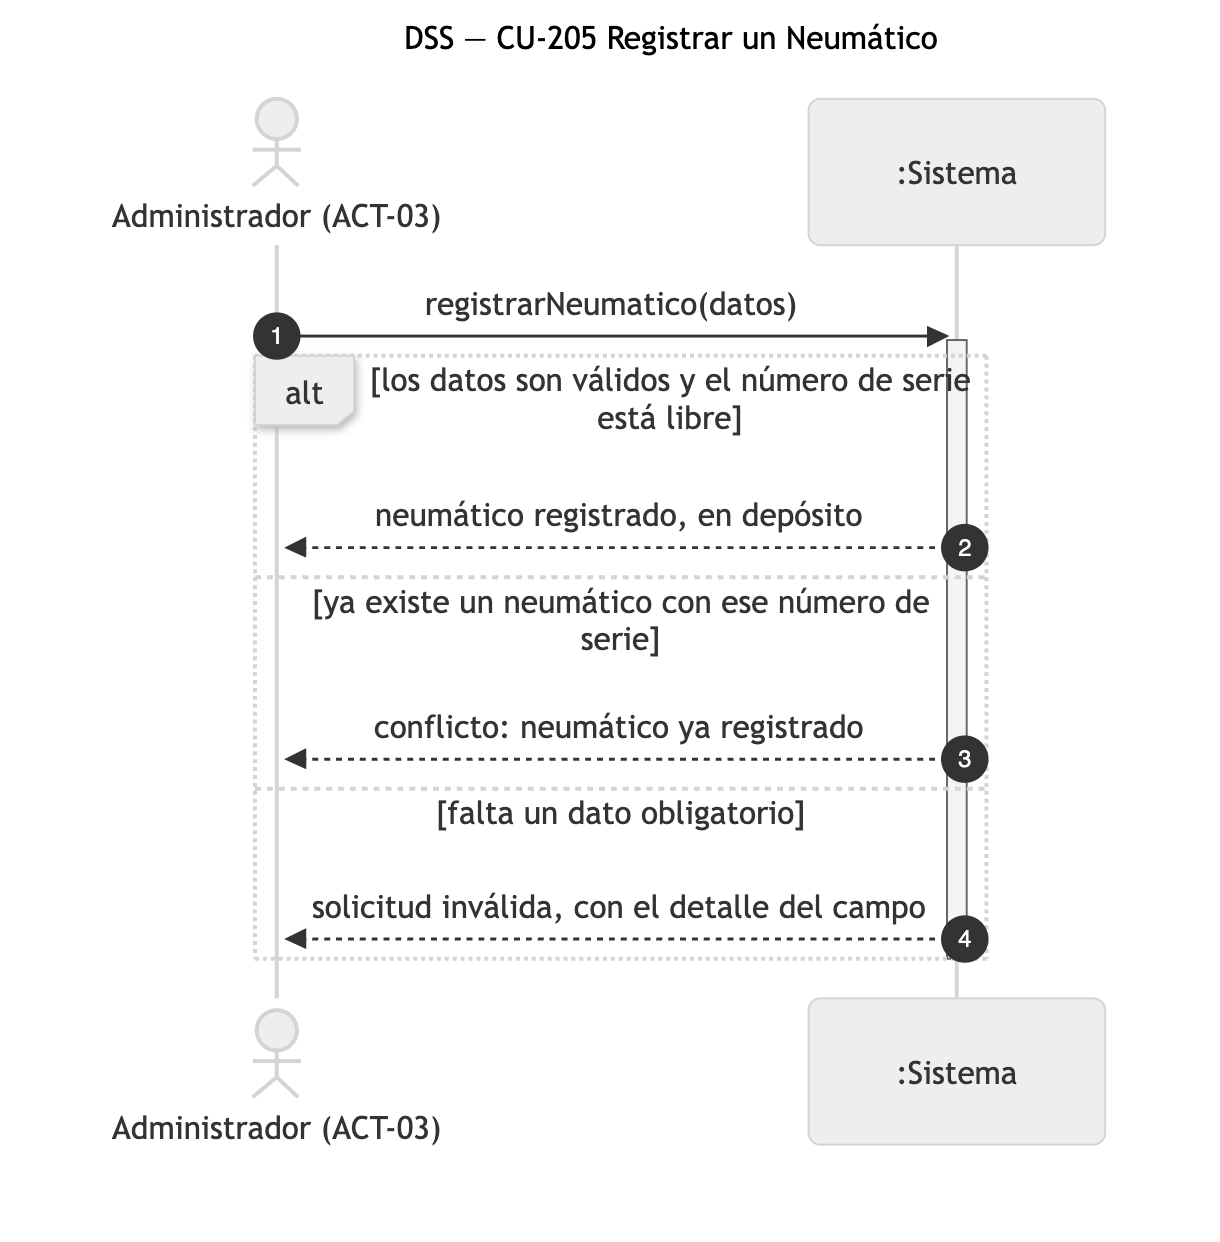 DSS — CU-205 Registrar un Neumático
Administrador (ACT-03)
:Sistema
registrarNeumatico(datos)
1
alt
[los datos son válidos y el número de serie
está libre]
neumático registrado, en depósito
2
[ya existe un neumático con ese número de
serie]
conflicto: neumático ya registrado
3
[falta un dato obligatorio]
solicitud inválida, con el detalle del campo
4
Administrador (ACT-03)
:Sistema